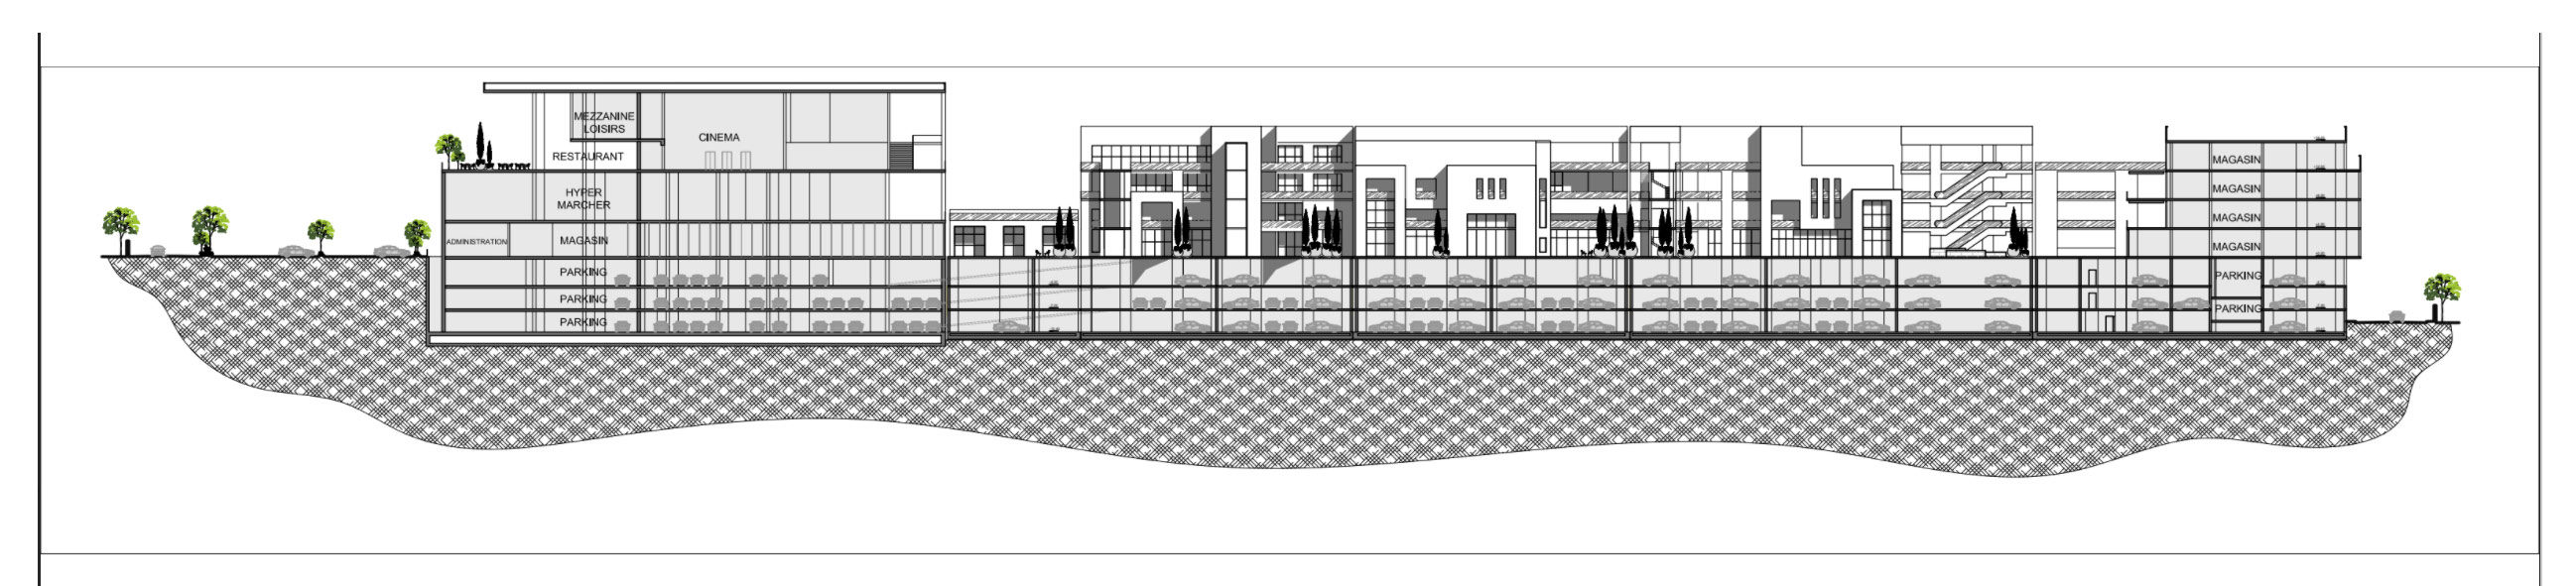 MEZZANINE
LOISIRS
CINEMA
RESTAURANT
HYPER
MARCHER
ADMINISTRATION
MAGASIN
PARKING
PARKING
PARKING
MAGASIN
MAGASIN
MAGASIN
MAGASIN
PARKING
PARKING